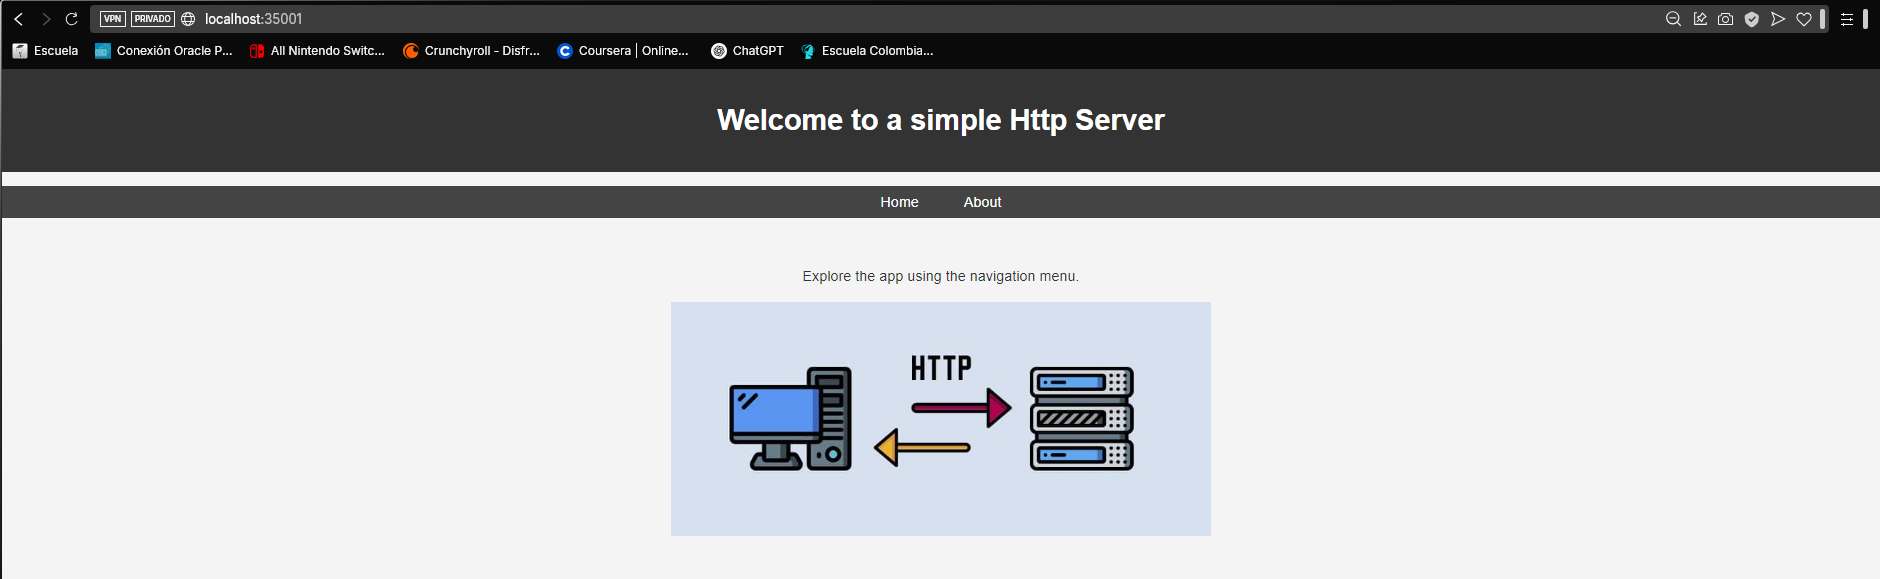 VPN PRIVADO localhost:35001
Escuela Conexión Oracle P... All Nintendo Switc... Crunchyroll - Disfr... Coursera | Online... ChatGPT Escuela Colombia...
Welcome to a simple Http Server
Home About
Explore the app using the navigation menu.
HTTP